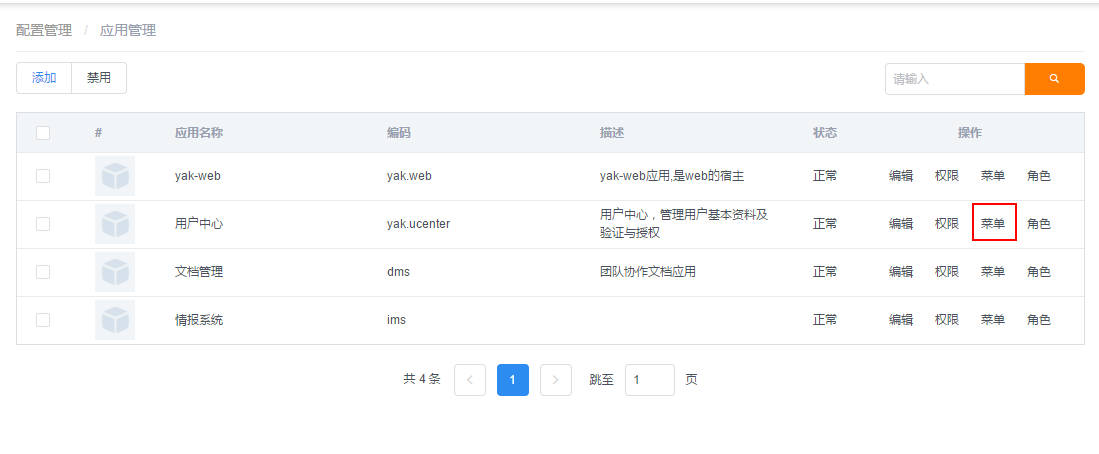 配置管理 / 应用管理
添加 禁用 请输入
# 应用名称 编码 描述 状态 操作
yak-web yak.web yak-web应用,是web的宿主 正常 编辑 权限 菜单 角色
用户中心 yak.ucenter 用户中心，管理用户基本资料及 正常 编辑 权限 菜单 角色
验证与授权
文档管理 dms 团队协作文档应用 正常 编辑 权限 菜单 角色
情报系统 ims 正常 编辑 权限 菜单 角色
共 4 条 < 1 > 跳至 1 页